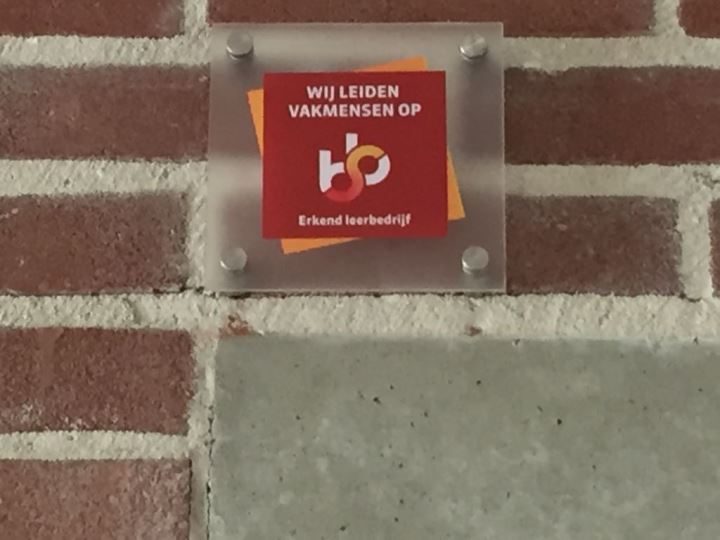 WIJ LEIDEN
VAKMENSEN OP
Erkend leerbedrijf